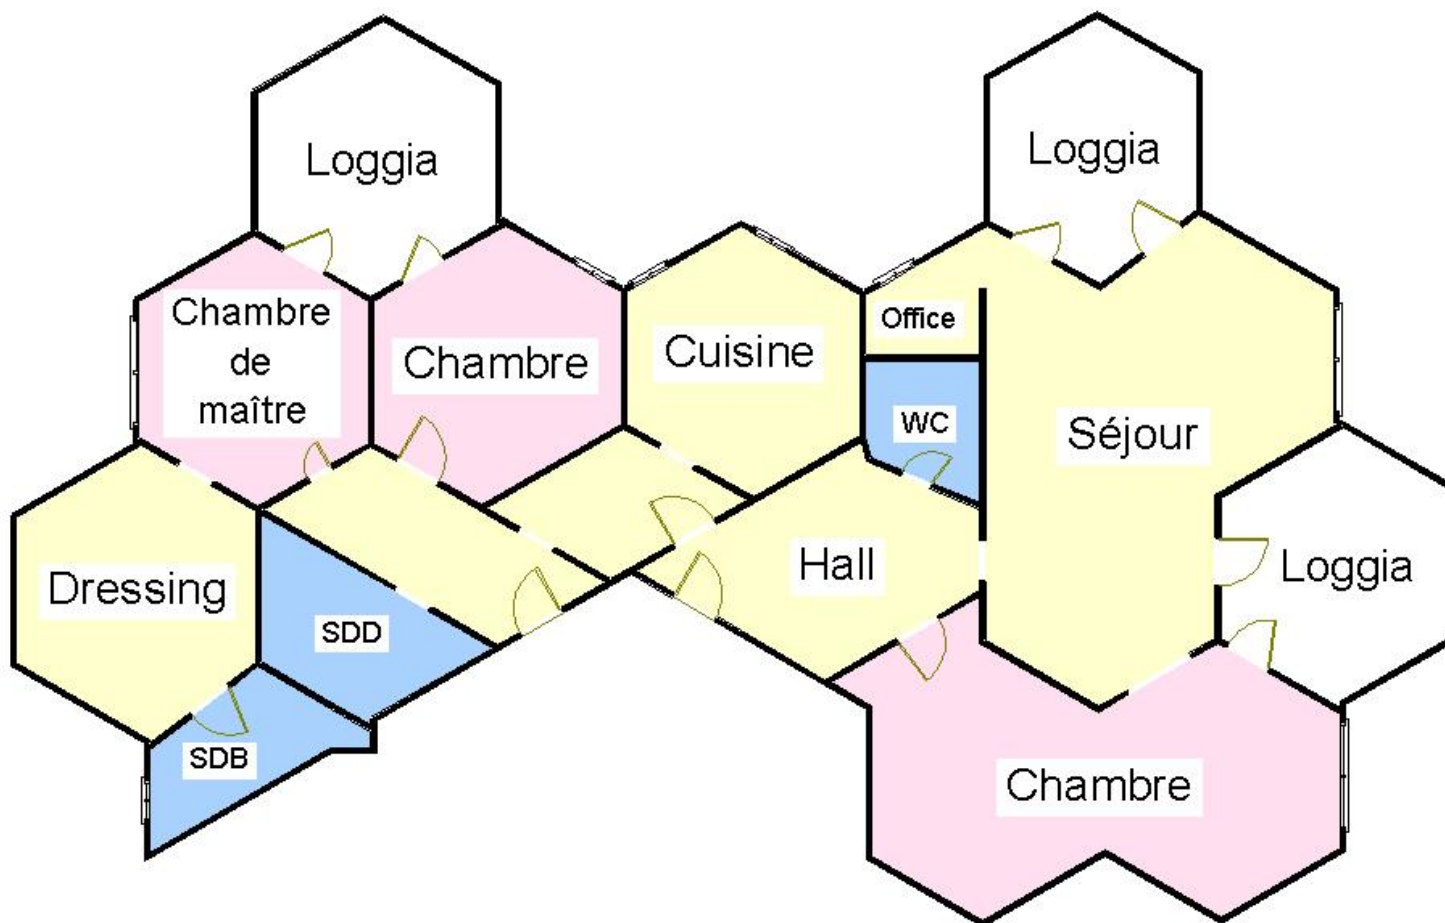 Loggia
Loggia
Chambre
de
maître
Chambre
Cuisine
Office
WC
Séjour
Dressing
SDD
Hall
Loggia
SDB
Chambre